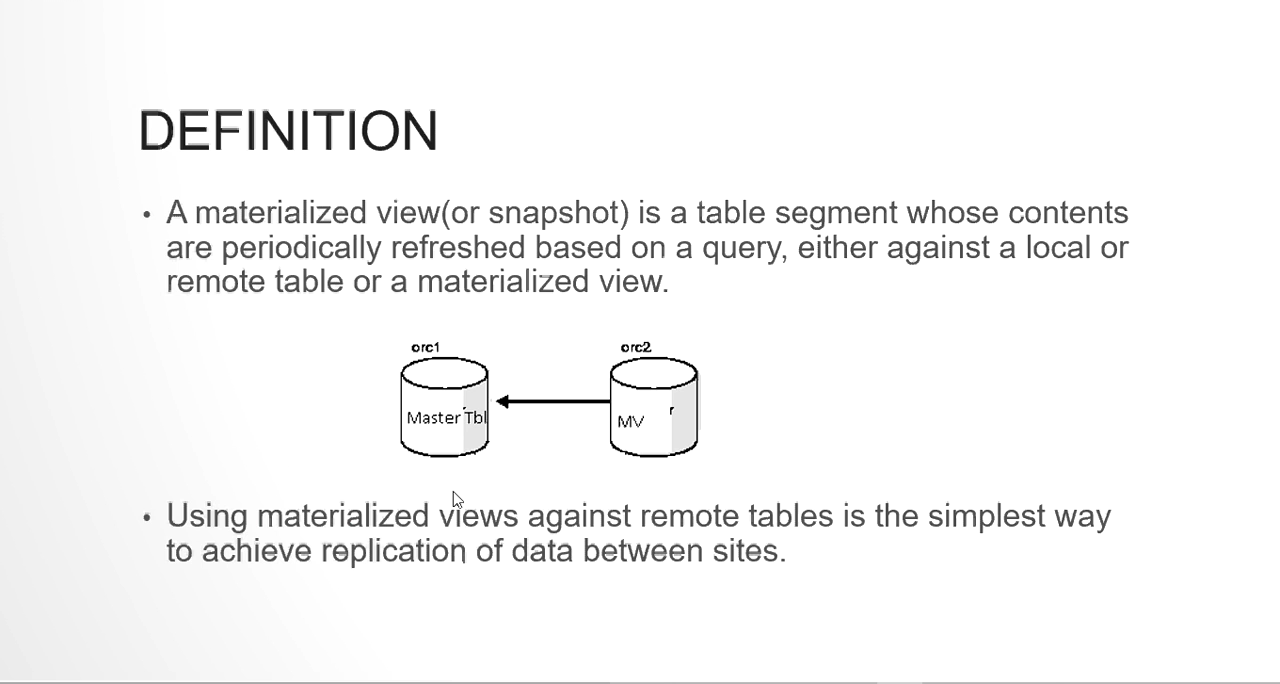 DEFINITION
• A materialized view(or snapshot) is a table segment whose contents
are periodically refreshed based on a query, either against a local or
remote table or a materialized view.
orc1
orc2
Master Tbl
MV r
• Using materialized views against remote tables is the simplest way
to achieve replication of data between sites.